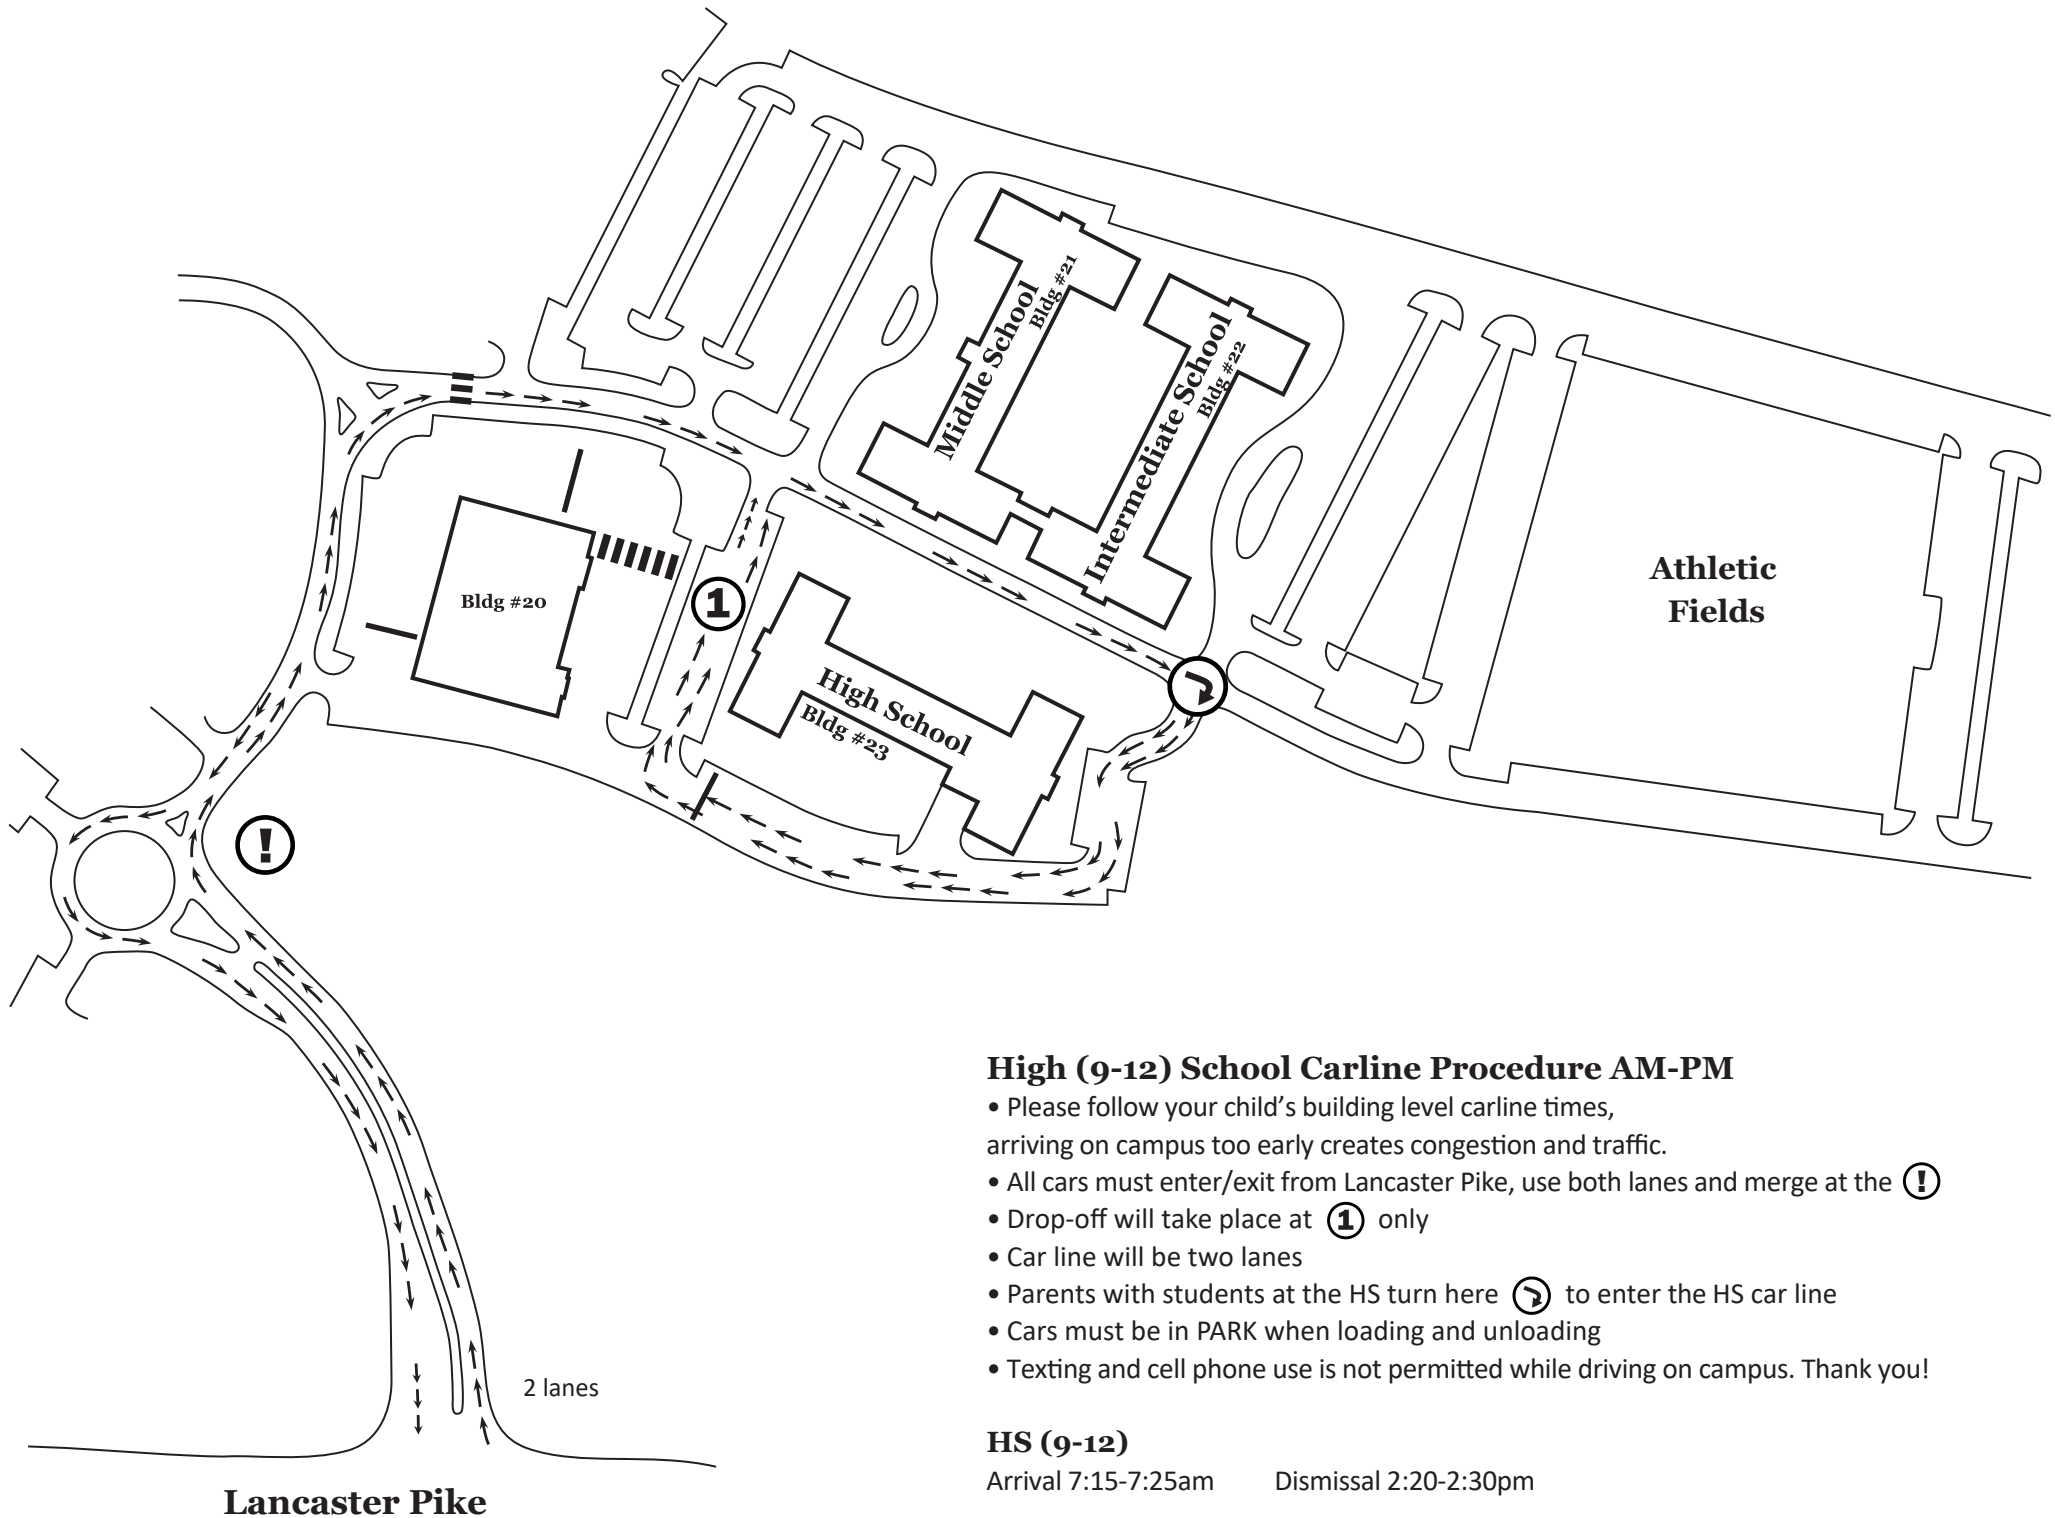 Middle School
Bldg #21
Intermediate School
Bldg #22
Athletic
Fields
Bldg #20
1
High School
Bldg #23
!
High (9-12) School Carline Procedure AM-PM
• Please follow your child’s building level carline times,
arriving on campus too early creates congestion and traffic.
• All cars must enter/exit from Lancaster Pike, use both lanes and merge at the !
• Drop-off will take place at 1 only
• Car line will be two lanes
• Parents with students at the HS turn here to enter the HS car line
• Cars must be in PARK when loading and unloading
• Texting and cell phone use is not permitted while driving on campus. Thank you!
2 lanes
HS (9-12)
Arrival 7:15-7:25am Dismissal 2:20-2:30pm
Lancaster Pike